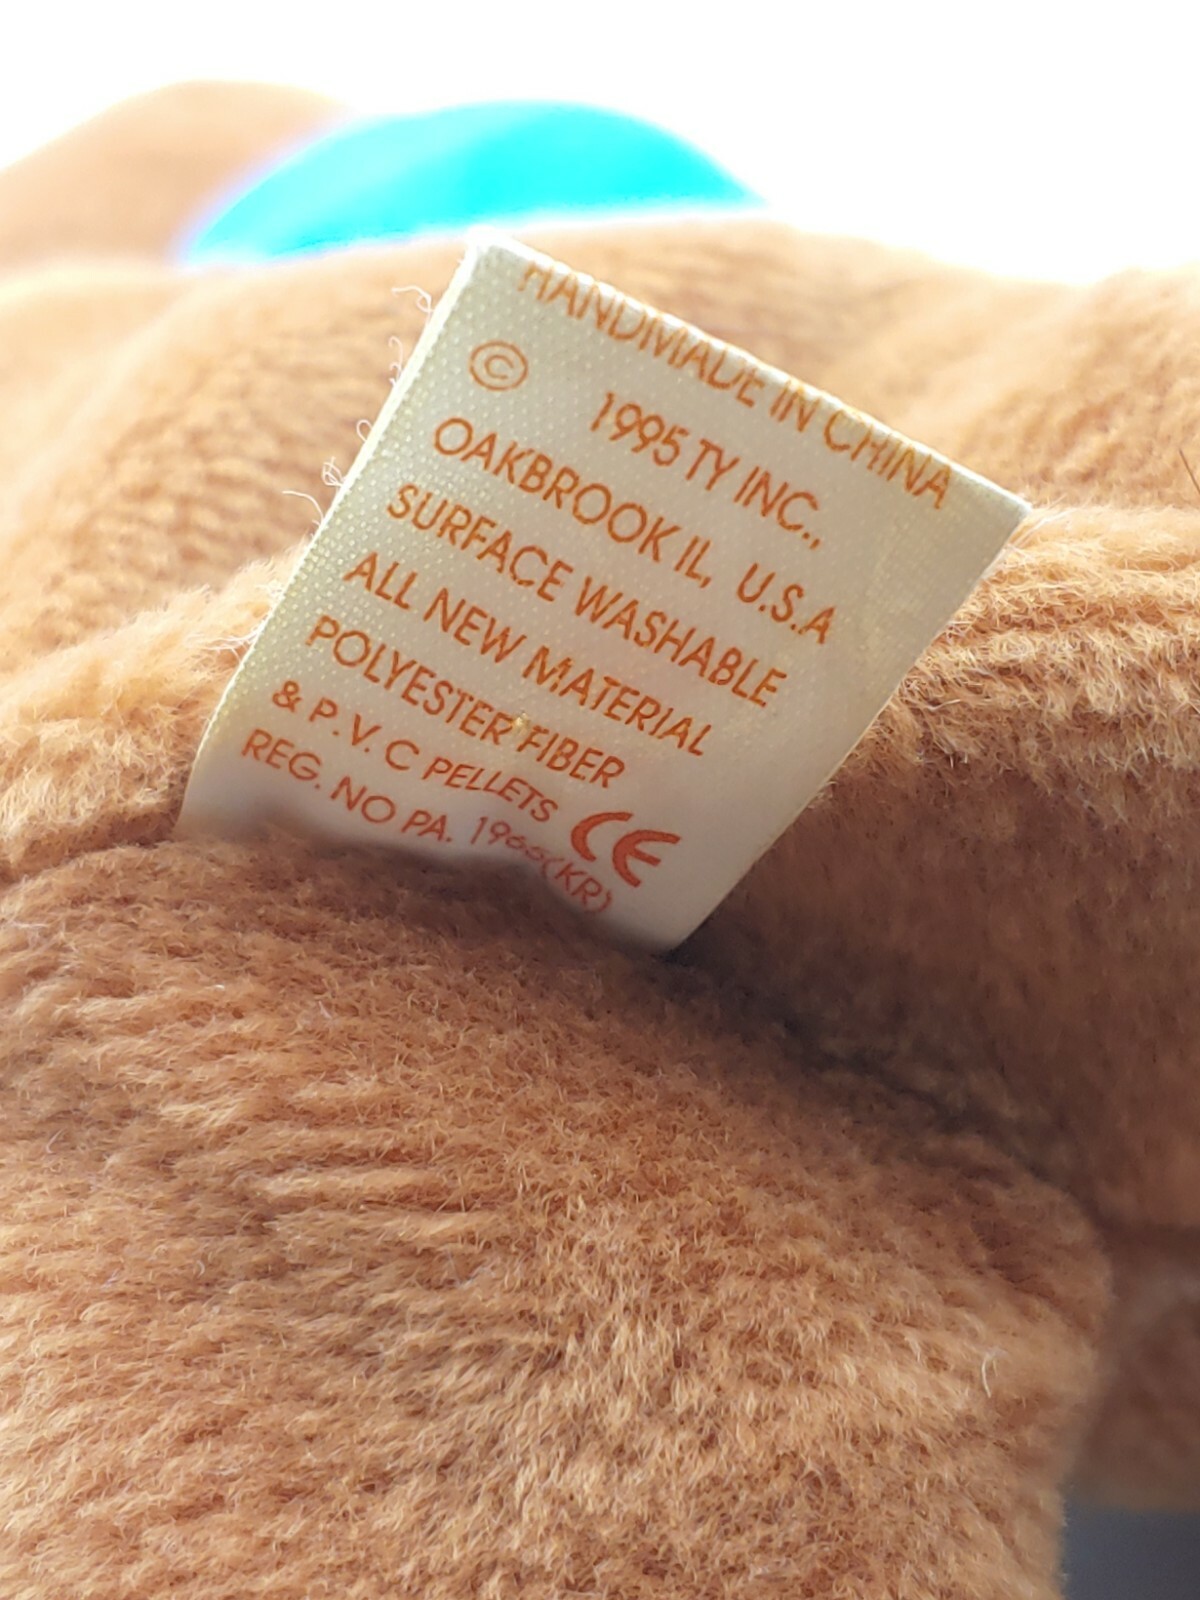 HANDMADE IN CHINA
© 1995 TY INC.,
OAKBROOK IL, U.S.A
SURFACE WASHABLE
ALL NEW MATERIAL
POLYESTER FIBER
& P.V.C PELLETS CE
REG. NO PA. 1966(KR)